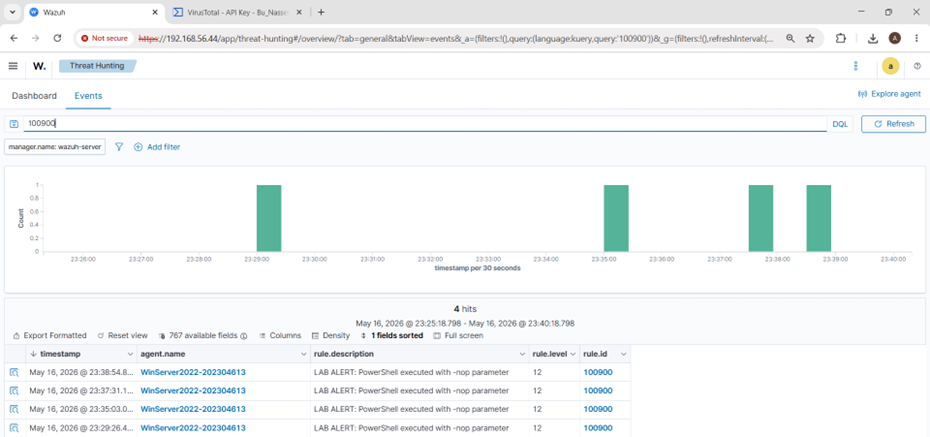 Wazuh
VirusTotal - API Key - Bu_Nasse
Not secure https://192.168.56.44/app/threat-hunting#/overview/?tab=general&tabView=events&_a=(filters:!(),query:(language:kuery,query:'100900'))&_g=(filters:!(),refreshInterval:(...
A
W. Threat Hunting
a
Dashboard Events Explore agent
100900 DQL Refresh
manager.name: wazuh-server Add filter
1
0.8
0.6
0.4
0.2
0
Count
23:26:00 23:27:00 23:28:00 23:29:00 23:30:00 23:31:00 23:32:00 23:33:00 23:34:00 23:35:00 23:36:00 23:37:00 23:38:00 23:39:00 23:40:00
timestamp per 30 seconds
4 hits
May 16, 2026 @ 23:25:18.798 - May 16, 2026 @ 23:40:18.798
Export Formatted Reset view 767 available fields Columns Density 1 fields sorted Full screen
timestamp agent.name rule.description rule.level rule.id
May 16, 2026 @ 23:38:54.8... WinServer2022-202304613 LAB ALERT: PowerShell executed with -nop parameter 12 100900
May 16, 2026 @ 23:37:31.1... WinServer2022-202304613 LAB ALERT: PowerShell executed with -nop parameter 12 100900
May 16, 2026 @ 23:35:03.0... WinServer2022-202304613 LAB ALERT: PowerShell executed with -nop parameter 12 100900
May 16, 2026 @ 23:29:26.4... WinServer2022-202304613 LAB ALERT: PowerShell executed with -nop parameter 12 100900